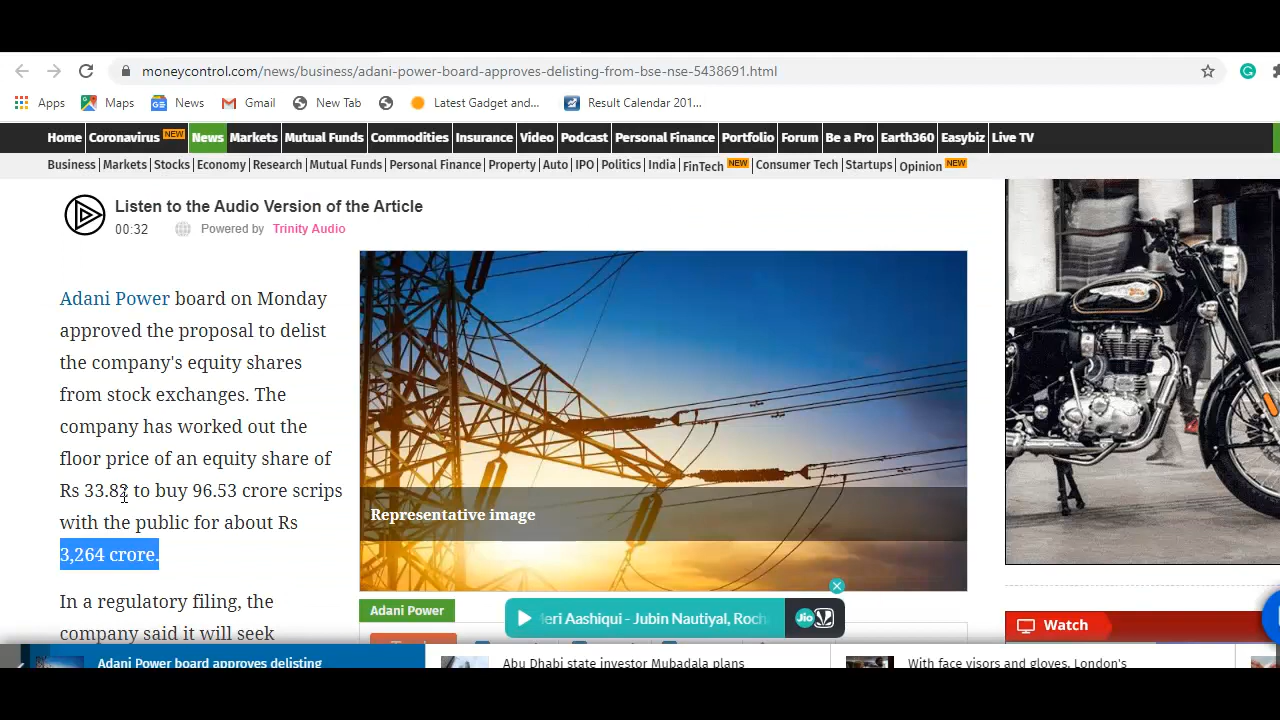 moneycontrol.com/news/business/adani-power-board-approves-delisting-from-bse-nse-5438691.html
Apps Maps News Gmail New Tab Latest Gadget and... Result Calendar 201...
Home Coronavirus NEW News Markets Mutual Funds Commodities Insurance Video Podcast Personal Finance Portfolio Forum Be a Pro Earth360 Easybiz Live TV
Business | Markets | Stocks | Economy | Research | Mutual Funds | Personal Finance | Property | Auto | IPO | Politics | India | FinTech NEW | Consumer Tech | Startups | Opinion NEW
Listen to the Audio Version of the Article
00:32 Powered by Trinity Audio
Adani Power board on Monday
approved the proposal to delist
the company's equity shares
from stock exchanges. The
company has worked out the
floor price of an equity share of
Rs 33.82 to buy 96.53 crore scrips
with the public for about Rs
3,264 crore.
In a regulatory filing, the
company said it will seek
Representative image
Adani Power
Meri Aashiqui - Jubin Nautiyal, Roch
Jio
Watch
Adani Power board approves delisting
Abu Dhabi state investor Mubadala plans
With face visors and gloves, London's